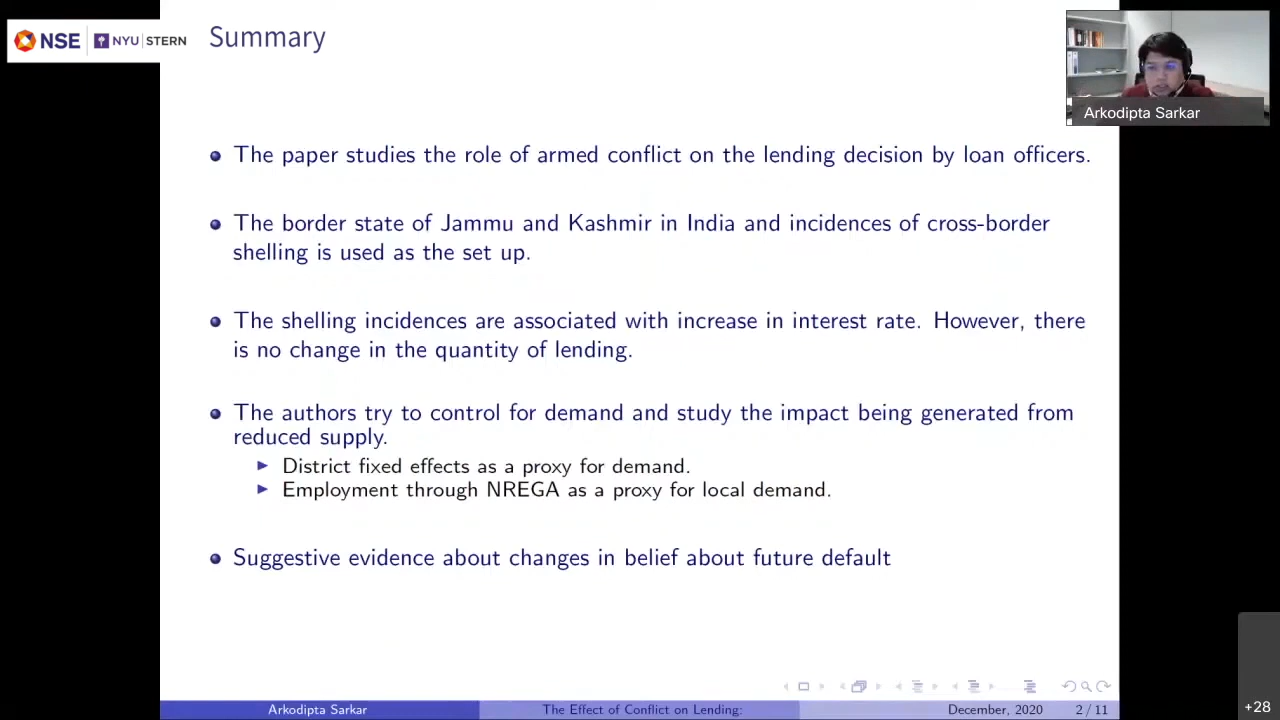 NSE NYU STERN
Summary
Arkodipta Sarkar
The paper studies the role of armed conflict on the lending decision by loan officers.
The border state of Jammu and Kashmir in India and incidences of cross-border
shelling is used as the set up.
The shelling incidences are associated with increase in interest rate. However, there
is no change in the quantity of lending.
The authors try to control for demand and study the impact being generated from
reduced supply.
District fixed effects as a proxy for demand.
Employment through NREGA as a proxy for local demand.
Suggestive evidence about changes in belief about future default
Arkodipta Sarkar The Effect of Conflict on Lending: December, 2020 2 / 11
+28